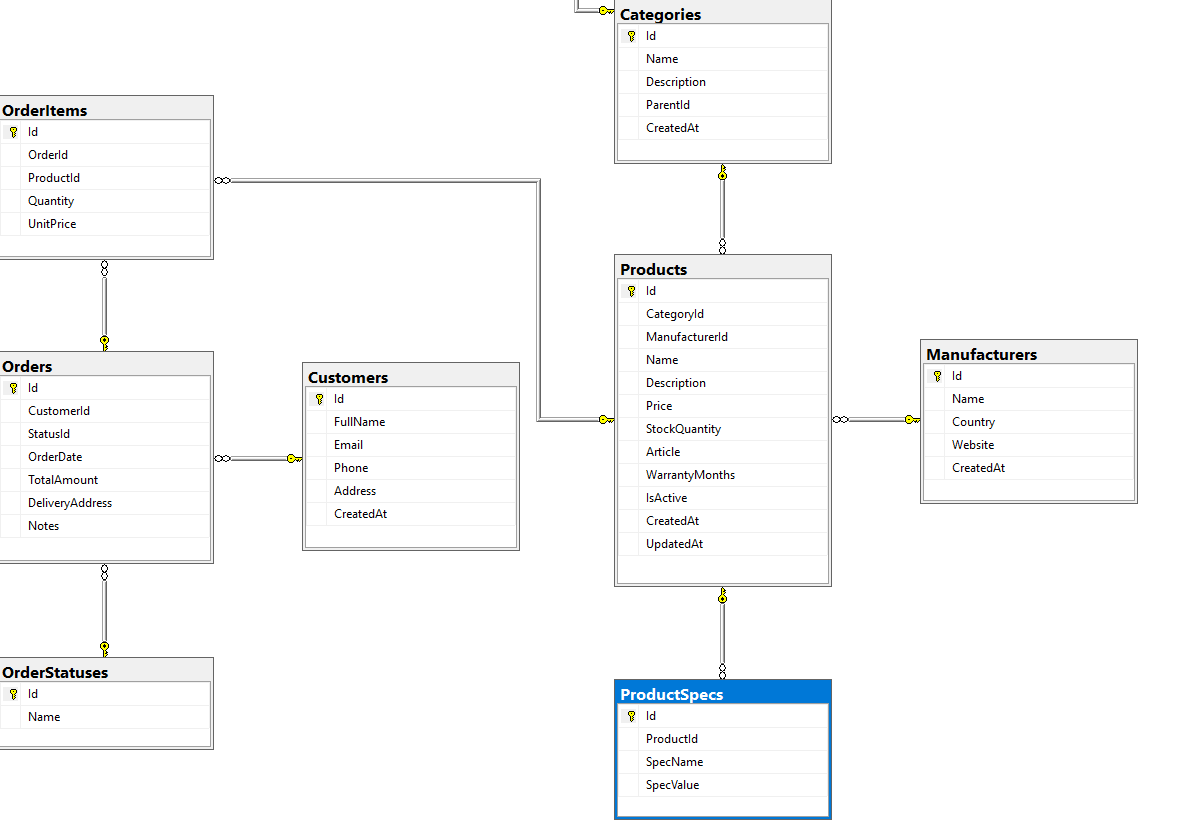 Categories
Id
Name
Description
ParentId
CreatedAt
OrderItems
Id
OrderId
ProductId
Quantity
UnitPrice
Products
Id
CategoryId
ManufacturerId
Name
Description
Price
StockQuantity
Article
WarrantyMonths
IsActive
CreatedAt
UpdatedAt
Manufacturers
Id
Name
Country
Website
CreatedAt
Orders
Id
CustomerId
StatusId
OrderDate
TotalAmount
DeliveryAddress
Notes
Customers
Id
FullName
Email
Phone
Address
CreatedAt
OrderStatuses
Id
Name
ProductSpecs
Id
ProductId
SpecName
SpecValue